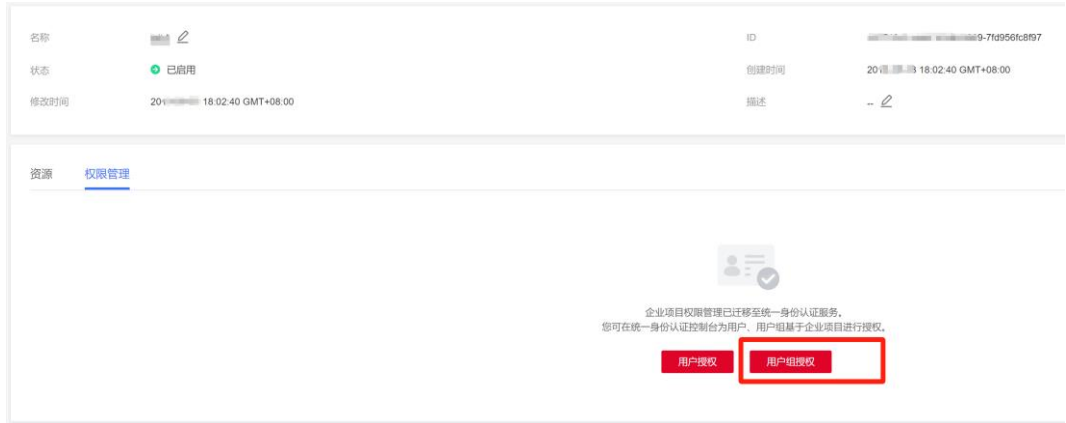 名称
ID
9-7fd956fc8f97
状态
已启用
创建时间
20 18:02:40 GMT+08:00
修改时间
20 18:02:40 GMT+08:00
描述
--
资源
权限管理
企业项目权限管理已迁移至统一身份认证服务。
您可在统一身份认证控制台为用户、用户组基于企业项目进行授权。
用户授权
用户组授权